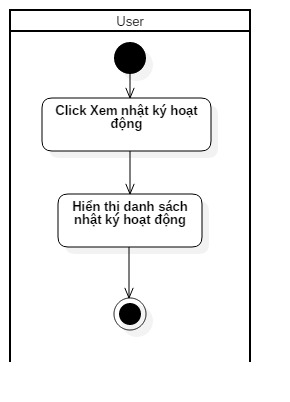 User
Click Xem nhật ký hoạt
động
Hiển thị danh sách
nhật ký hoạt động